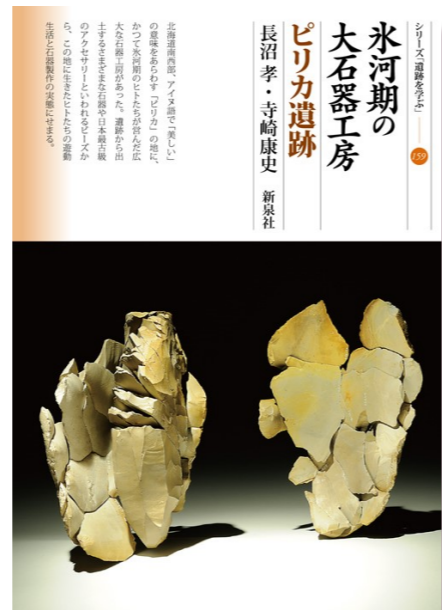 シリーズ「遺跡を学ぶ」
159
氷河期の
大石器工房
ピリカ遺跡
長沼 孝・寺崎康史 新泉社
北海道南西部、アイヌ語で「美しい」
の意味をあらわす「ピリカ」の地に、
かつて氷河期のヒトたちが営んだ広
大な石器工房があった。遺跡から出
土するさまざまな石器や日本最古級
のアクセサリーといわれるビーズか
ら、この地に生きたヒトたちの遊動
生活と石器製作の実態にせまる。